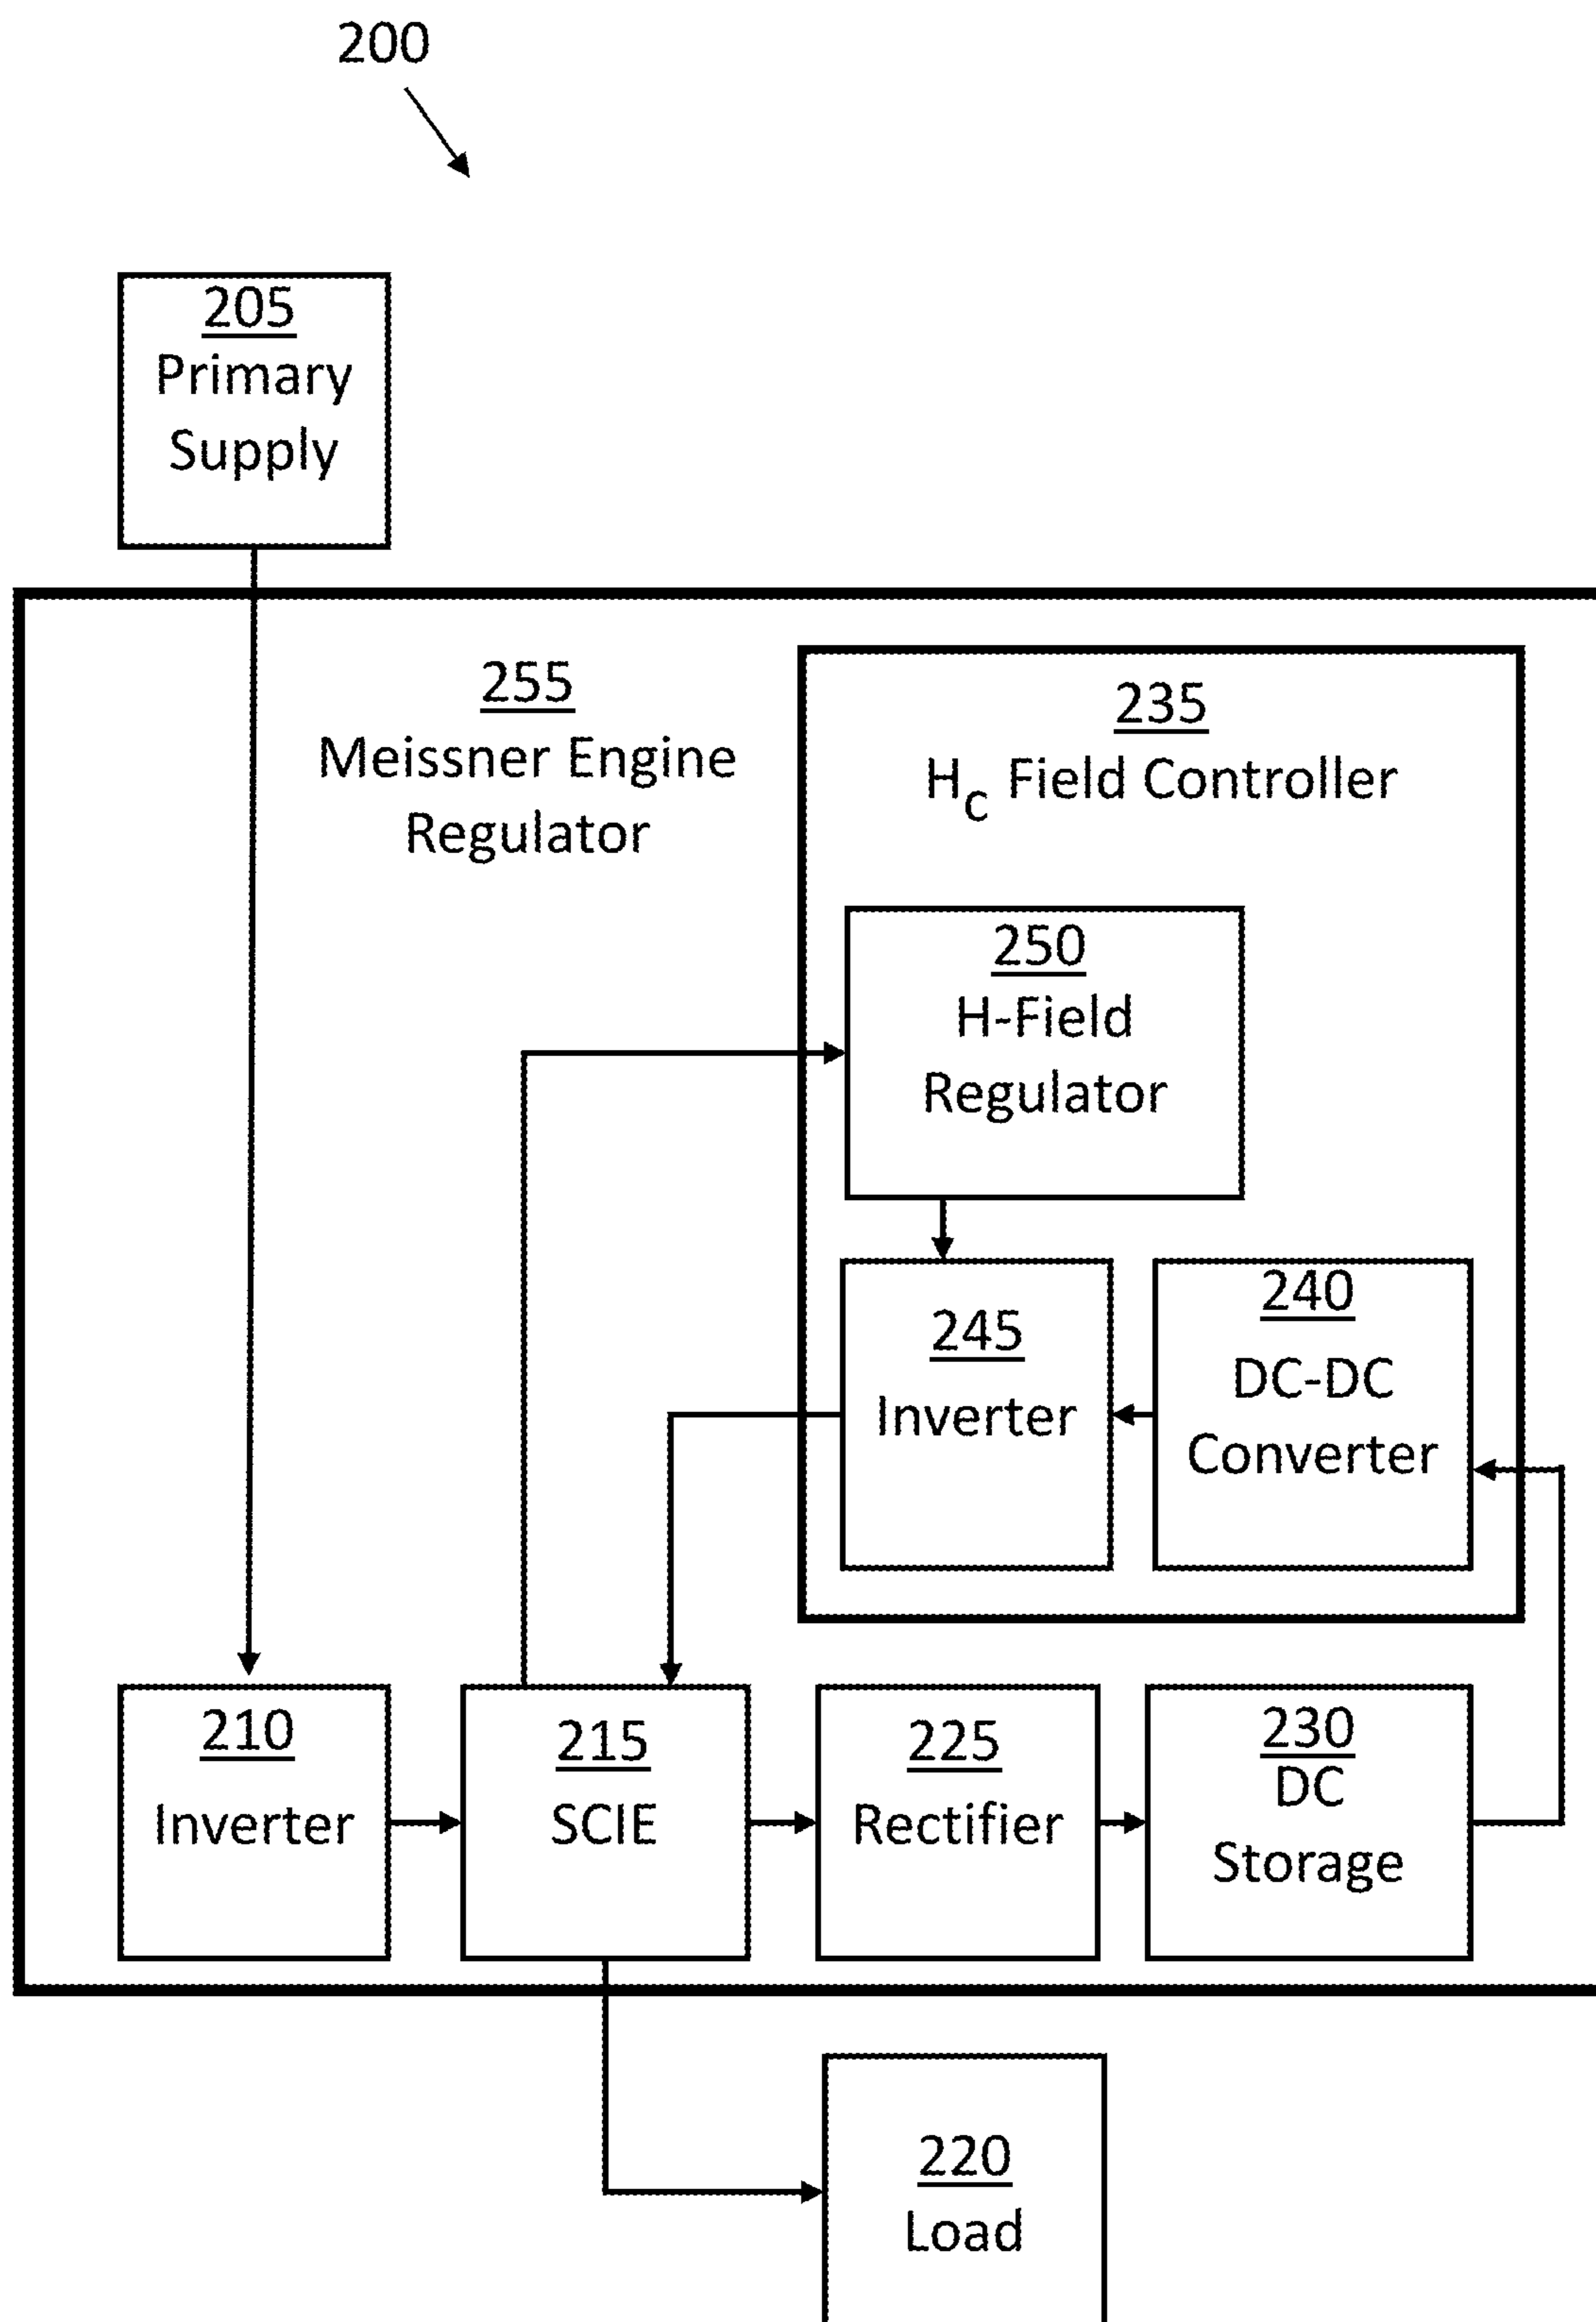 200
205
Primary
Supply
255
Meissner Engine
Regulator
235
HC Field Controller
250
H-Field
Regulator
245
Inverter
240
DC-DC
Converter
210
Inverter
215
SCIE
225
Rectifier
230
DC
Storage
220
Load